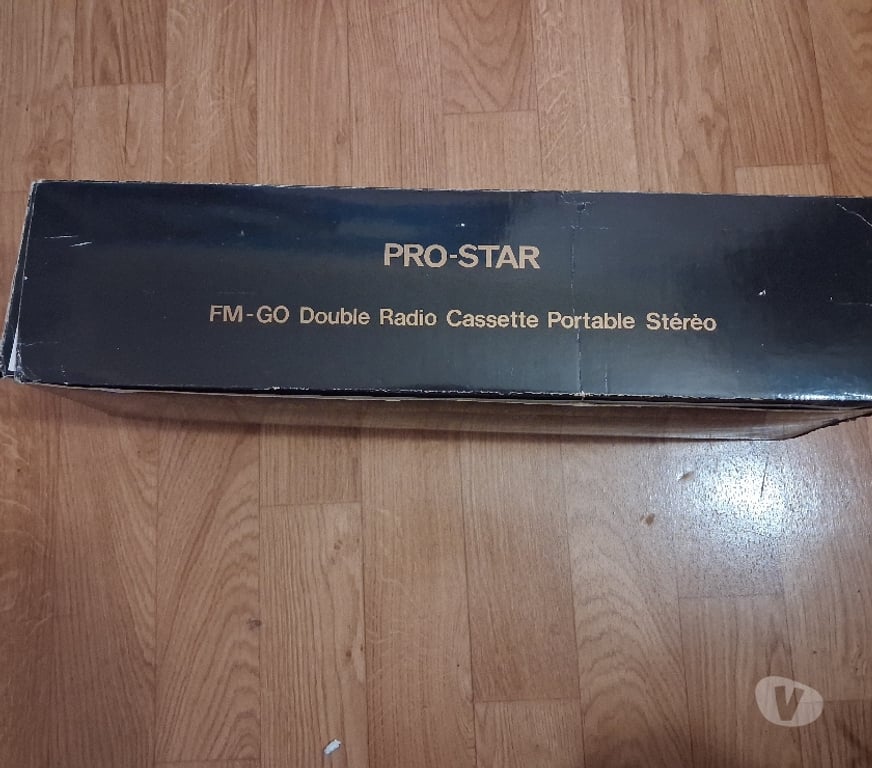 PRO-STAR
FM-GO Double Radio Cassette Portable Stéréo
V